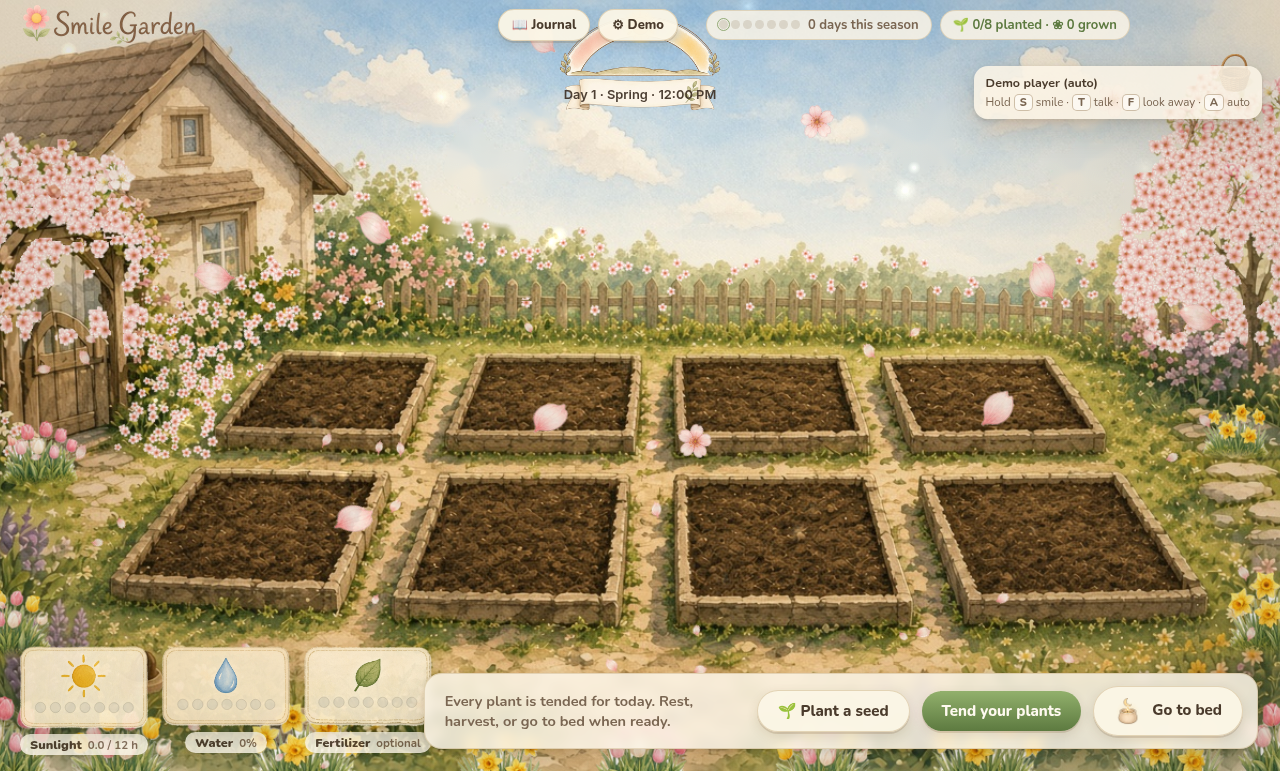 Smile Garden
📖 Journal
⚙ Demo
0 days this season
🌱 0/8 planted · ❀ 0 grown
Day 1 · Spring · 12:00 PM
Demo player (auto)
Hold S smile · T talk · F look away · A auto
Every plant is tended for today. Rest,
harvest, or go to bed when ready.
🌱 Plant a seed
Tend your plants
Go to bed
Sunlight 0.0 / 12 h
Water 0%
Fertilizer optional